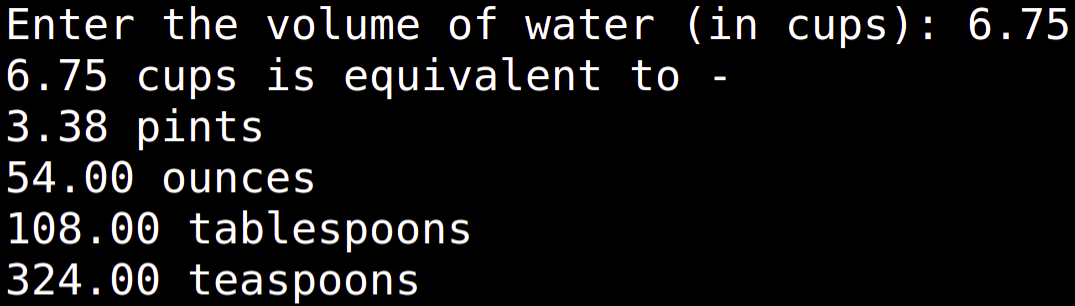 Enter the volume of water (in cups): 6.75
6.75 cups is equivalent to -
3.38 pints
54.00 ounces
108.00 tablespoons
324.00 teaspoons